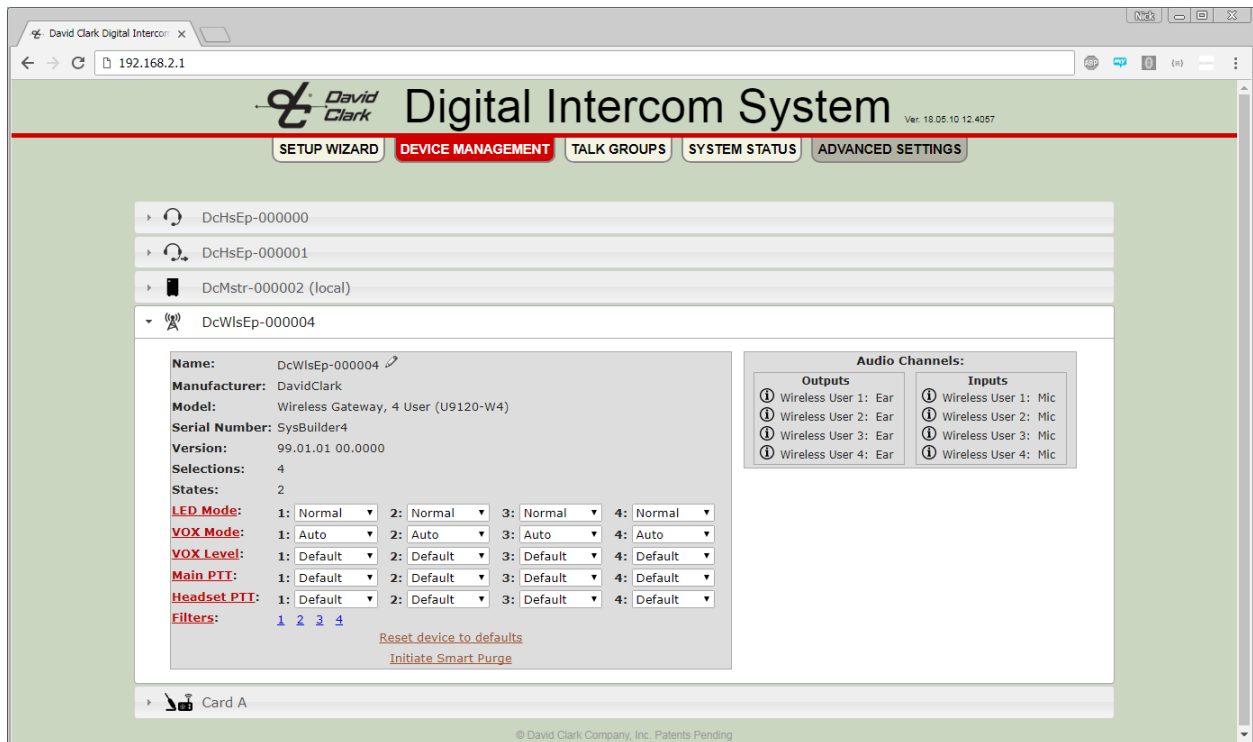 Nick
David Clark Digital Intercon
192.168.2.1
ABP
{≡}
David Clark
Digital Intercom System
Ver. 18.05.10 12.4057
SETUP WIZARD
DEVICE MANAGEMENT
TALK GROUPS
SYSTEM STATUS
ADVANCED SETTINGS
DcHsEp-000000
DcHsEp-000001
DcMstr-000002 (local)
DcWlsEp-000004
Name: DcWlsEp-000004
Manufacturer: DavidClark
Model: Wireless Gateway, 4 User (U9120-W4)
Serial Number: SysBuilder4
Version: 99.01.01 00.0000
Selections: 4
States: 2
LED Mode: 1: Normal 2: Normal 3: Normal 4: Normal
VOX Mode: 1: Auto 2: Auto 3: Auto 4: Auto
VOX Level: 1: Default 2: Default 3: Default 4: Default
Main PTT: 1: Default 2: Default 3: Default 4: Default
Headset PTT: 1: Default 2: Default 3: Default 4: Default
Filters: 1 2 3 4
Reset device to defaults
Initiate Smart Purge
Audio Channels:
Outputs
Wireless User 1: Ear
Wireless User 2: Ear
Wireless User 3: Ear
Wireless User 4: Ear
Inputs
Wireless User 1: Mic
Wireless User 2: Mic
Wireless User 3: Mic
Wireless User 4: Mic
Card A
© David Clark Company, Inc. Patents Pending